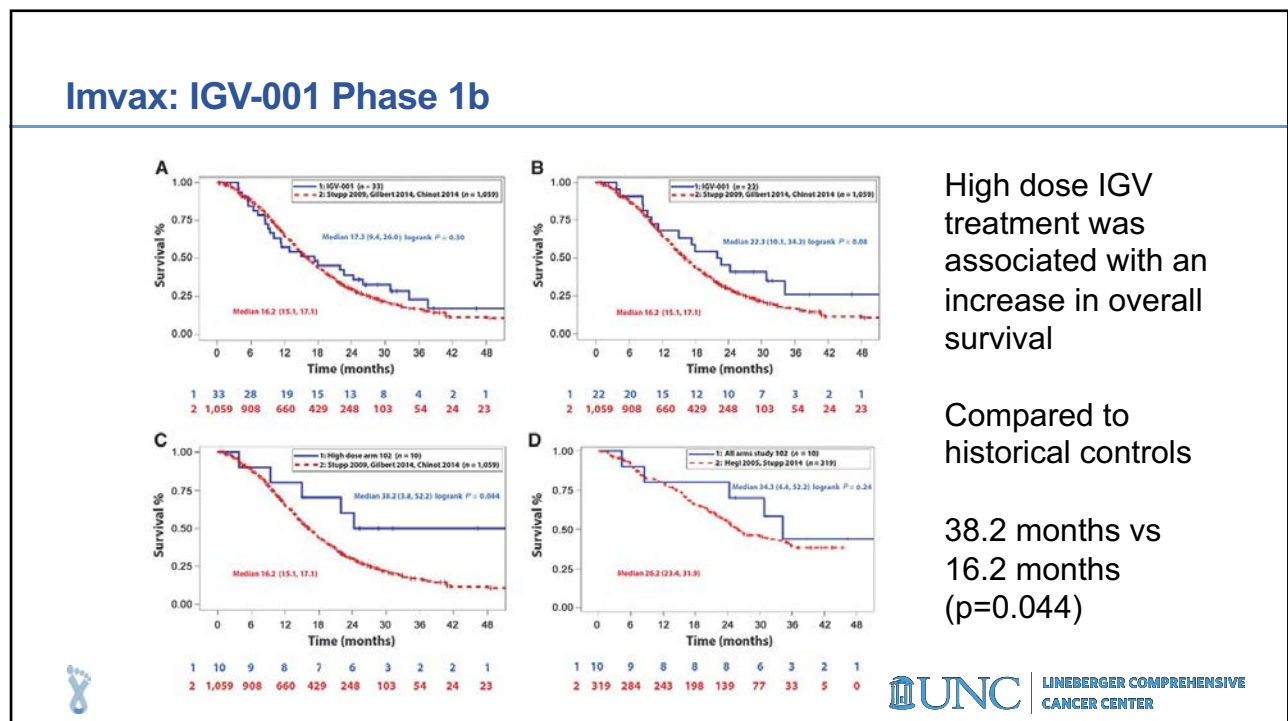 Imvax: IGV-001 Phase 1b
A
1.00
0.75
0.50
0.25
0.00
Survival %
1: IGV-001 (n = 33)
2: Stupp 2009, Gilbert 2014, Chinot 2014 (n = 1,059)
Median 17.3 (9.4, 26.0) logrank P = 0.30
Median 16.2 (15.1, 17.1)
0 6 12 18 24 30 36 42 48
Time (months)
1 33 28 19 15 13 8 4 2 1
2 1,059 908 660 429 248 103 54 24 23
B
1.00
0.75
0.50
0.25
0.00
Survival %
1: IGV-001 (n = 22)
2: Stupp 2009, Gilbert 2014, Chinot 2014 (n = 1,059)
Median 22.3 (10.1, 34.3) logrank P = 0.08
Median 16.2 (15.1, 17.1)
0 6 12 18 24 30 36 42 48
Time (months)
1 22 20 15 12 10 7 3 2 1
2 1,059 908 660 429 248 103 54 24 23
C
1.00
0.75
0.50
0.25
0.00
Survival %
1: High dose arm 102 (n = 10)
2: Stupp 2009, Gilbert 2014, Chinot 2014 (n = 1,059)
Median 38.2 (3.8, 52.2) logrank P = 0.044
Median 16.2 (15.1, 17.1)
0 6 12 18 24 30 36 42 48
Time (months)
1 10 9 8 7 6 3 2 2 1
2 1,059 908 660 429 248 103 54 24 23
D
1.00
0.75
0.50
0.25
0.00
Survival %
1: All arms study 102 (n = 10)
2: Hegi 2005, Stupp 2014 (n = 319)
Median 34.3 (4.4, 52.2) logrank P = 0.24
Median 26.2 (23.4, 31.9)
0 6 12 18 24 30 36 42 48
Time (months)
1 10 9 8 8 8 6 3 2 1
2 319 284 243 198 139 77 33 5 0
High dose IGV
treatment was
associated with an
increase in overall
survival
Compared to
historical controls
38.2 months vs
16.2 months
(p=0.044)
UNC
LINEBERGER COMPREHENSIVE
CANCER CENTER